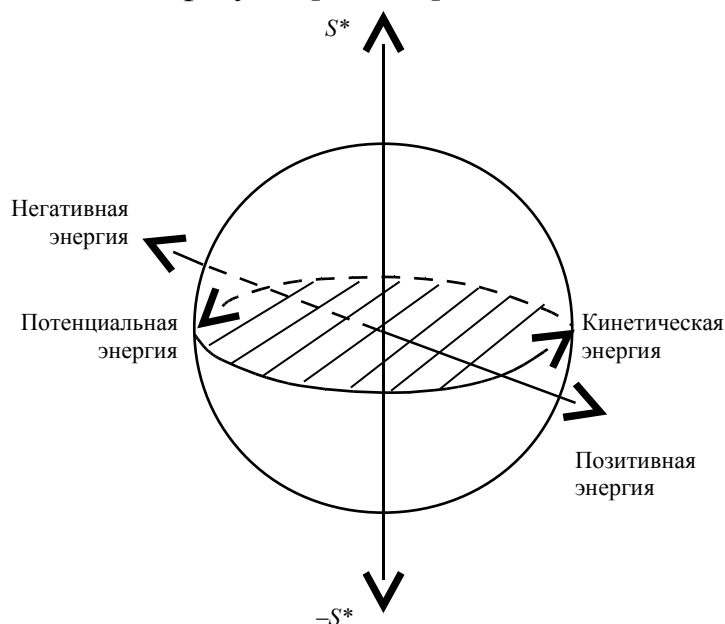 S*
Негативная
энергия
Потенциальная
энергия
Кинетическая
энергия
Позитивная
энергия
–S*